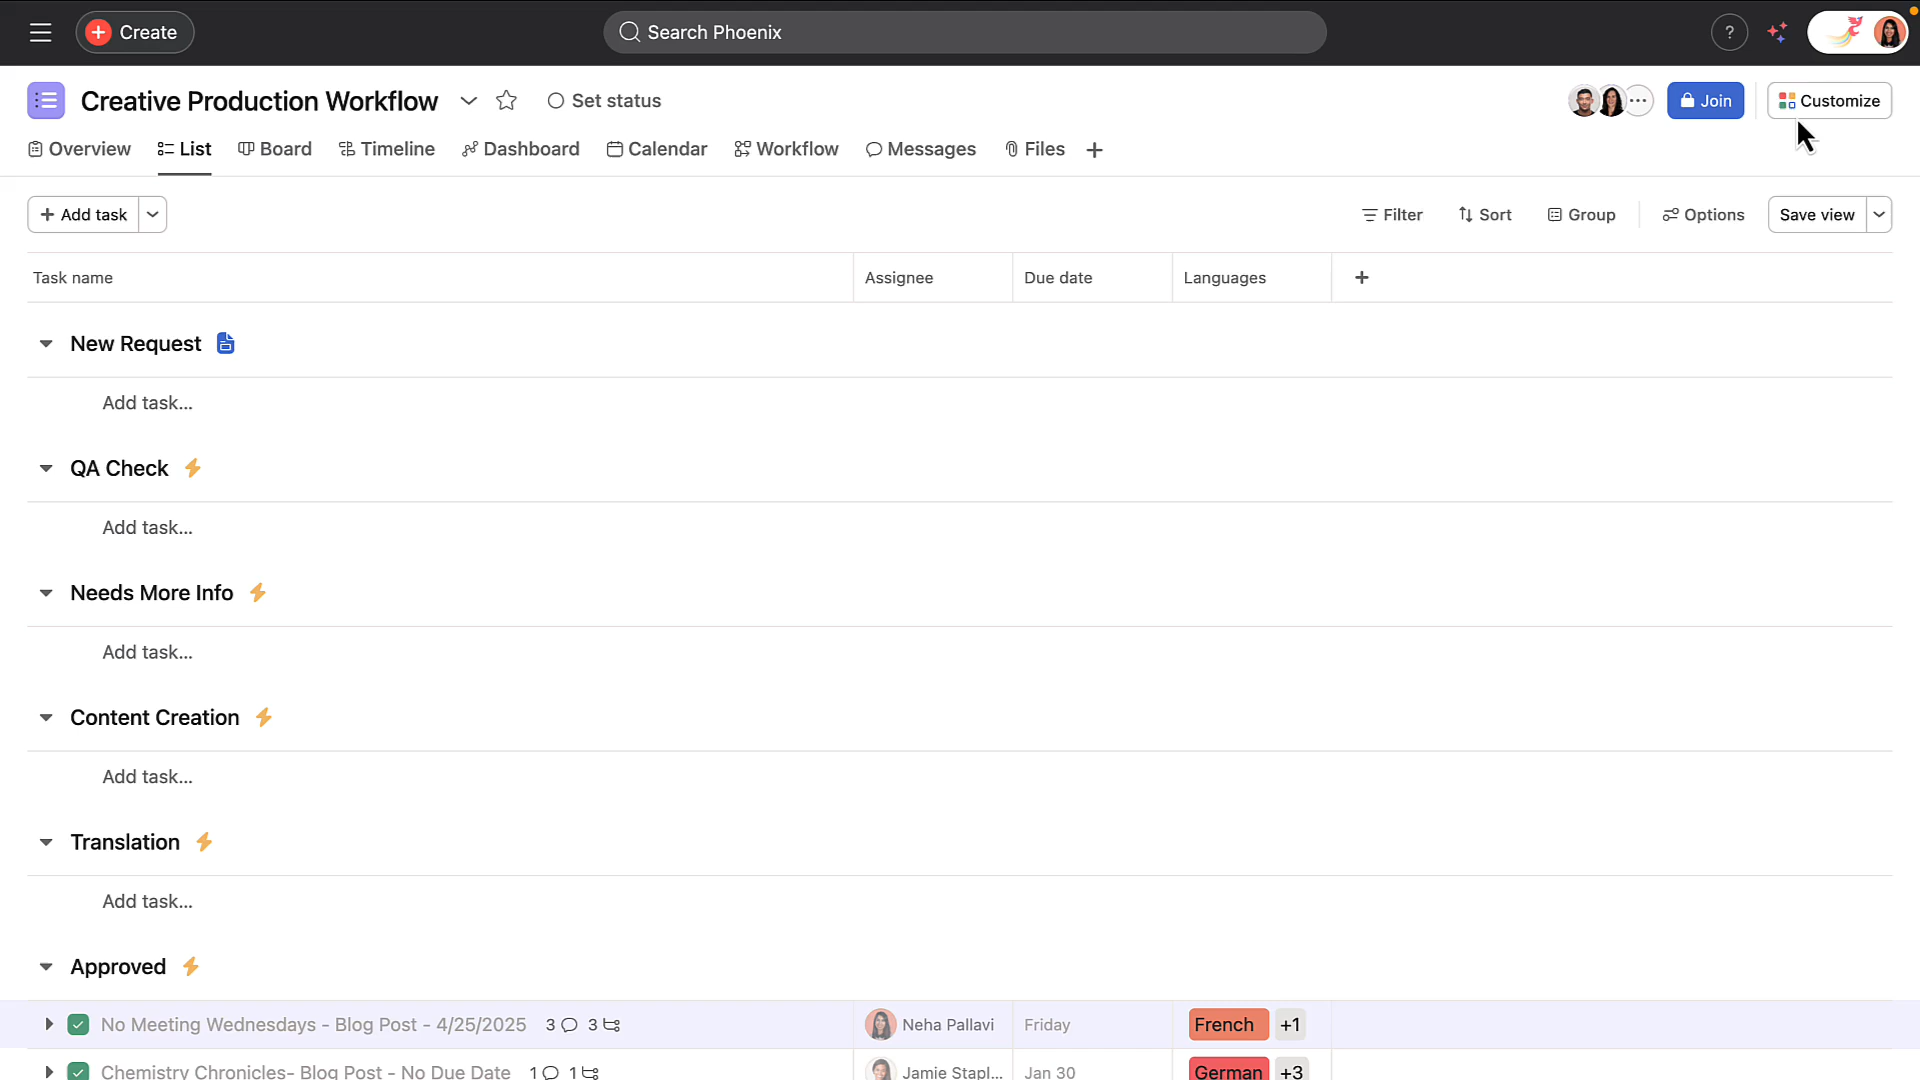 Create
Search Phoenix
?
Creative Production Workflow
Set status
Join
Customize
Overview
List
Board
Timeline
Dashboard
Calendar
Workflow
Messages
Files
+
+ Add task
Filter
Sort
Group
Options
Save view
Task name
Assignee
Due date
Languages
+
New Request
Add task...
QA Check
Add task...
Needs More Info
Add task...
Content Creation
Add task...
Translation
Add task...
Approved
No Meeting Wednesdays - Blog Post - 4/25/2025 3 3
Neha Pallavi
Friday
French +1
Chemistry Chronicles- Blog Post - No Due Date 1 1
Jamie Stapl...
Jan 30
German +3